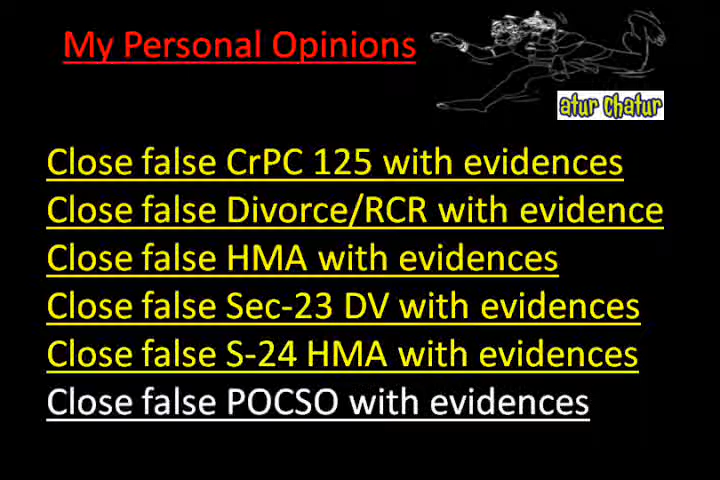 My Personal Opinions
atur Chatur
Close false CrPC 125 with evidences
Close false Divorce/RCR with evidence
Close false HMA with evidences
Close false Sec-23 DV with evidences
Close false S-24 HMA with evidences
Close false POCSO with evidences